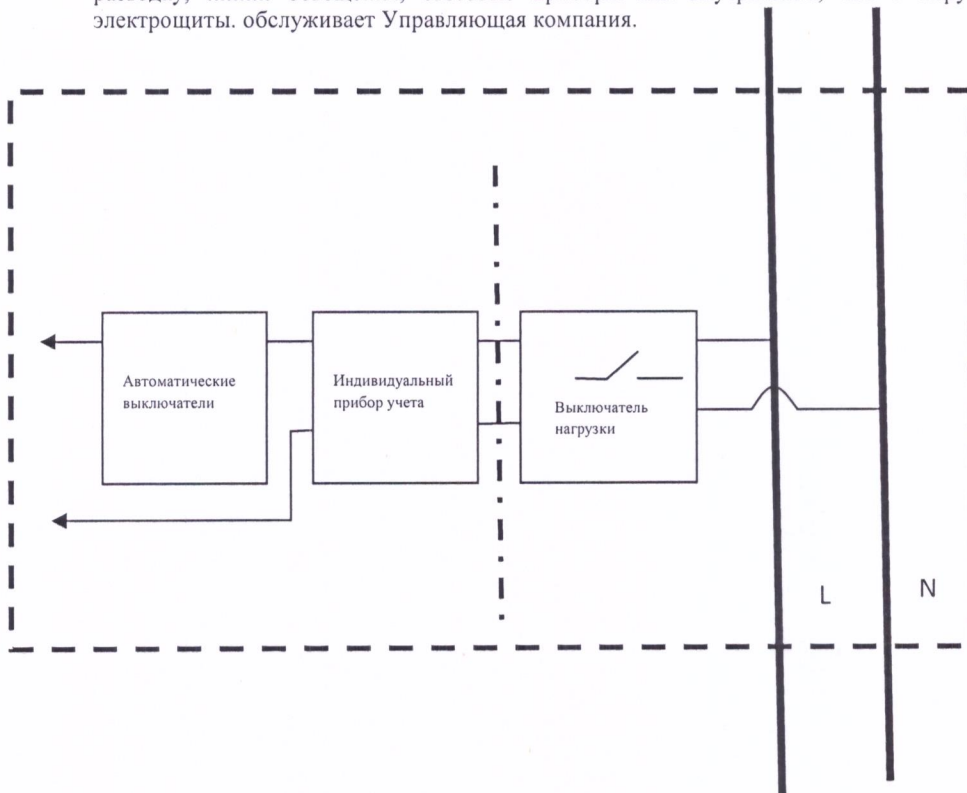 электрощиты. обслуживает Управляющая компания.
Автоматические
выключатели
Индивидуальный
прибор учета
Выключатель
нагрузки
L
N